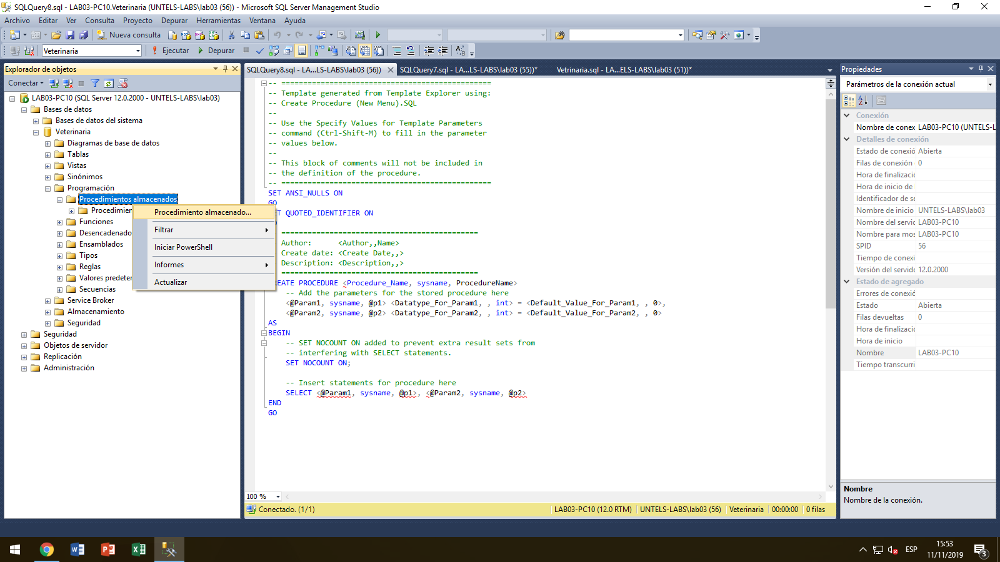 SQLQuery8.sql - LAB03-PC10.Veterinaria (UNTELS-LABS\lab03 (56)) - Microsoft SQL Server Management Studio
Archivo Editar Ver Consulta Proyecto Depurar Herramientas Ventana Ayuda
Nueva consulta
Veterinaria Ejecutar Depurar
Explorador de objetos
Conectar
LAB03-PC10 (SQL Server 12.0.2000 - UNTELS-LABS\lab03)
Bases de datos
Bases de datos del sistema
Veterinaria
Diagramas de base de datos
Tablas
Vistas
Sinónimos
Programación
Procedimientos almacenados
Procedimien
Funciones
Desencadenado
Ensamblados
Tipos
Reglas
Valores predeter
Secuencias
Service Broker
Almacenamiento
Seguridad
Seguridad
Objetos de servidor
Replicación
Administración
Procedimiento almacenado...
Filtrar
Iniciar PowerShell
Informes
Actualizar
SQLQuery8.sql - LA...LS-LABS\lab03 (56)) SQLQuery7.sql - LA...LS-LABS\lab03 (55))* Vetrinaria.sql - LA...ELS-LABS\lab03 (51))*
-- ================================================
-- Template generated from Template Explorer using:
-- Create Procedure (New Menu).SQL
--
-- Use the Specify Values for Template Parameters
-- command (Ctrl-Shift-M) to fill in the parameter
-- values below.
--
-- This block of comments will not be included in
-- the definition of the procedure.
-- ================================================
SET ANSI_NULLS ON
GO
T QUOTED_IDENTIFIER ON
=============================================
Author: <Author,,Name>
Create date: <Create Date,,>
Description: <Description,,>
=============================================
REATE PROCEDURE <Procedure_Name, sysname, ProcedureName>
-- Add the parameters for the stored procedure here
<@Param1, sysname, @p1> <Datatype_For_Param1, , int> = <Default_Value_For_Param1, , 0>,
<@Param2, sysname, @p2> <Datatype_For_Param2, , int> = <Default_Value_For_Param2, , 0>
AS
BEGIN
-- SET NOCOUNT ON added to prevent extra result sets from
-- interfering with SELECT statements.
SET NOCOUNT ON;
-- Insert statements for procedure here
SELECT <@Param1, sysname, @p1>, <@Param2, sysname, @p2>
END
GO
100 %
Conectado. (1/1) LAB03-PC10 (12.0 RTM) UNTELS-LABS\lab03 (56) Veterinaria 00:00:00 0 filas
Propiedades
Parámetros de la conexión actual
Conexión
Nombre de conex LAB03-PC10 (UNTELS-L
Detalles de conexión
Estado de conexió Abierta
Filas de conexión 0
Hora de finalizació
Hora de inicio de
Identificador de se
Nombre de inicio UNTELS-LABS\lab03
Nombre del servic LAB03-PC10
Nombre para mos LAB03-PC10
SPID 56
Tiempo de conexi
Versión del servido 12.0.2000
Estado de agregado
Errores de conexió
Estado Abierta
Filas devueltas 0
Hora de finalizació
Hora de inicio
Nombre LAB03-PC10
Tiempo transcurri
Nombre
Nombre de la conexión.
ESP
15:53
11/11/2019
3